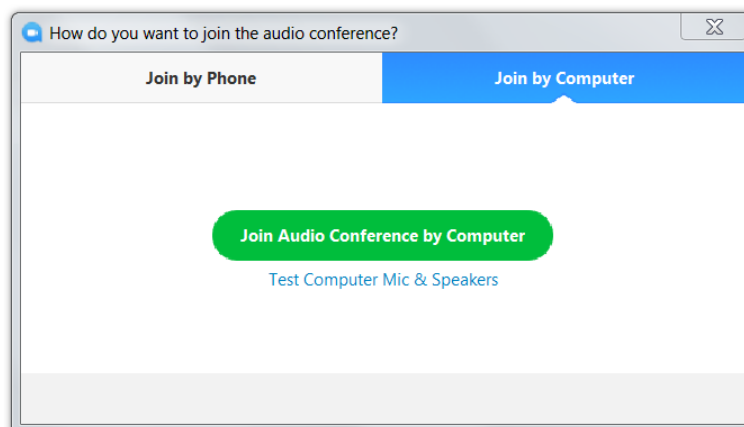 How do you want to join the audio conference?
Join by Phone
Join by Computer
Join Audio Conference by Computer
Test Computer Mic & Speakers